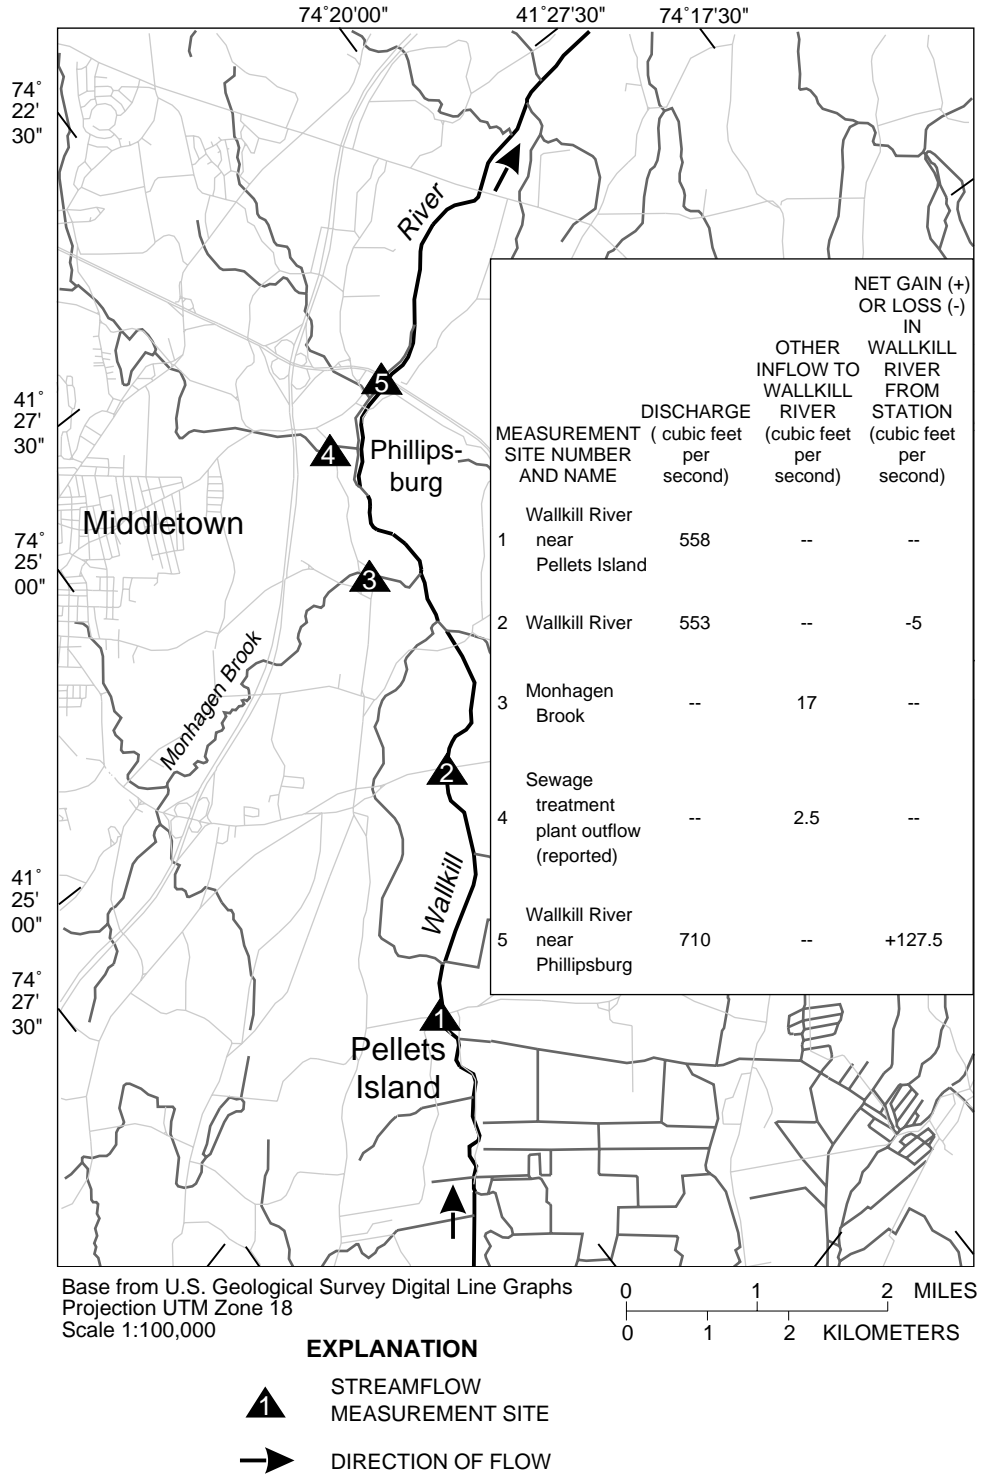 74°20'00"
41°27'30"
74°17'30"
74°
22'
30"
River
41°
27'
30"
5
4
Phillips-
burg
Middletown
74°
25'
00"
3
Monhagen Brook
2
41°
25'
00"
Wallkill
74°
27'
30"
1
Pellets
Island
MEASUREMENT
SITE NUMBER
AND NAME
DISCHARGE
( cubic feet
per
second)
OTHER
INFLOW TO
WALLKILL
RIVER
(cubic feet
per
second)
NET GAIN (+)
OR LOSS (-)
IN
WALLKILL
RIVER
FROM
STATION
(cubic feet
per
second)
Wallkill River
1 near 558 -- --
Pellets Island
2 Wallkill River 553 -- -5
Monhagen
3 -- 17 --
Brook
Sewage
treatment
4 -- 2.5 --
plant outflow
(reported)
Wallkill River
5 near 710 -- +127.5
Phillipsburg
Base from U.S. Geological Survey Digital Line Graphs
Projection UTM Zone 18
Scale 1:100,000
0 1 2 MILES
0 1 2 KILOMETERS
EXPLANATION
1
STREAMFLOW
MEASUREMENT SITE
DIRECTION OF FLOW